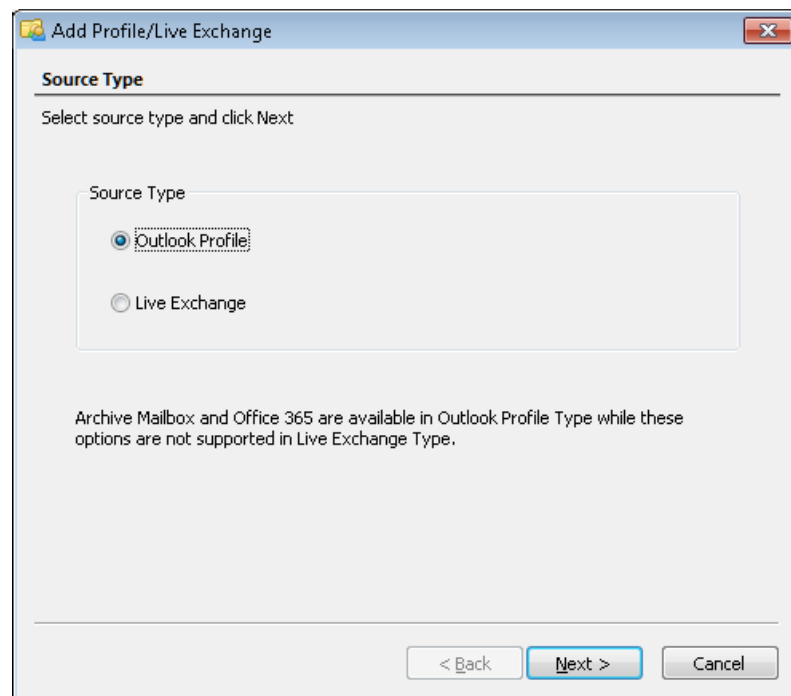 Add Profile/Live Exchange
Source Type
Select source type and click Next
Source Type
Outlook Profile
Live Exchange
Archive Mailbox and Office 365 are available in Outlook Profile Type while these
options are not supported in Live Exchange Type.
< Back
Next >
Cancel